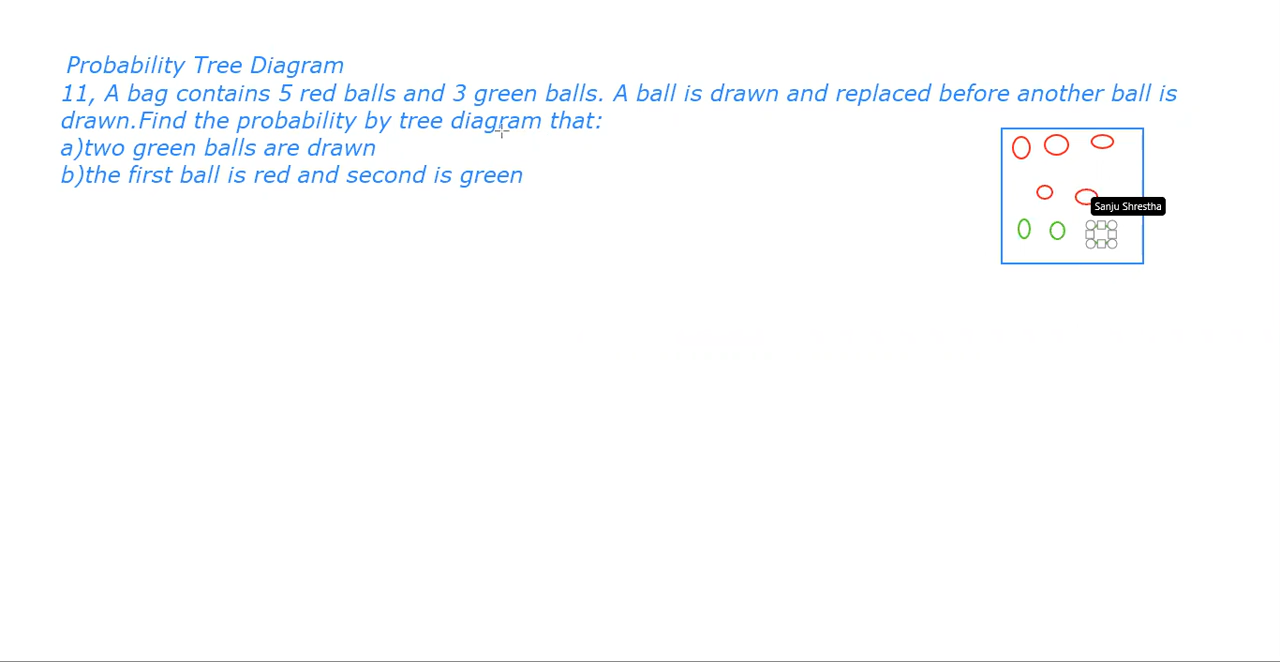 Probability Tree Diagram
11, A bag contains 5 red balls and 3 green balls. A ball is drawn and replaced before another ball is
drawn.Find the probability by tree diagram that:
a)two green balls are drawn
b)the first ball is red and second is green
Sanju Shrestha